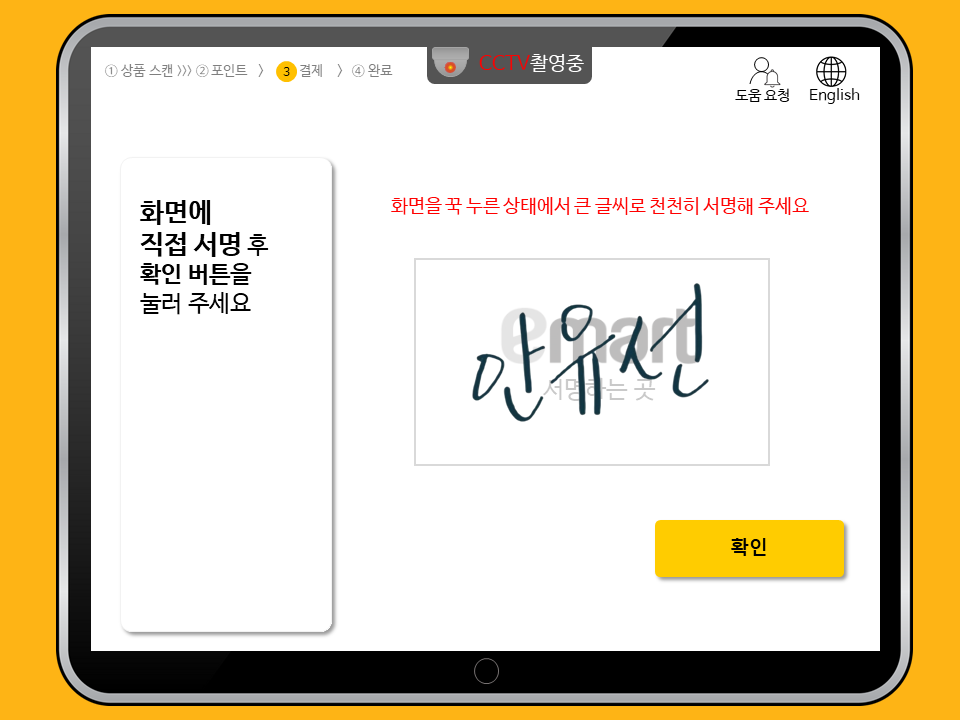 ① 상품 스캔 >>> ② 포인트 > 3 결제 > ④ 완료
CCTV촬영중
도움 요청
English
화면에
직접 서명 후
확인 버튼을
눌러 주세요
화면을 꾹 누른 상태에서 큰 글씨로 천천히 서명해 주세요
emart
서명하는 곳
안유선
확인